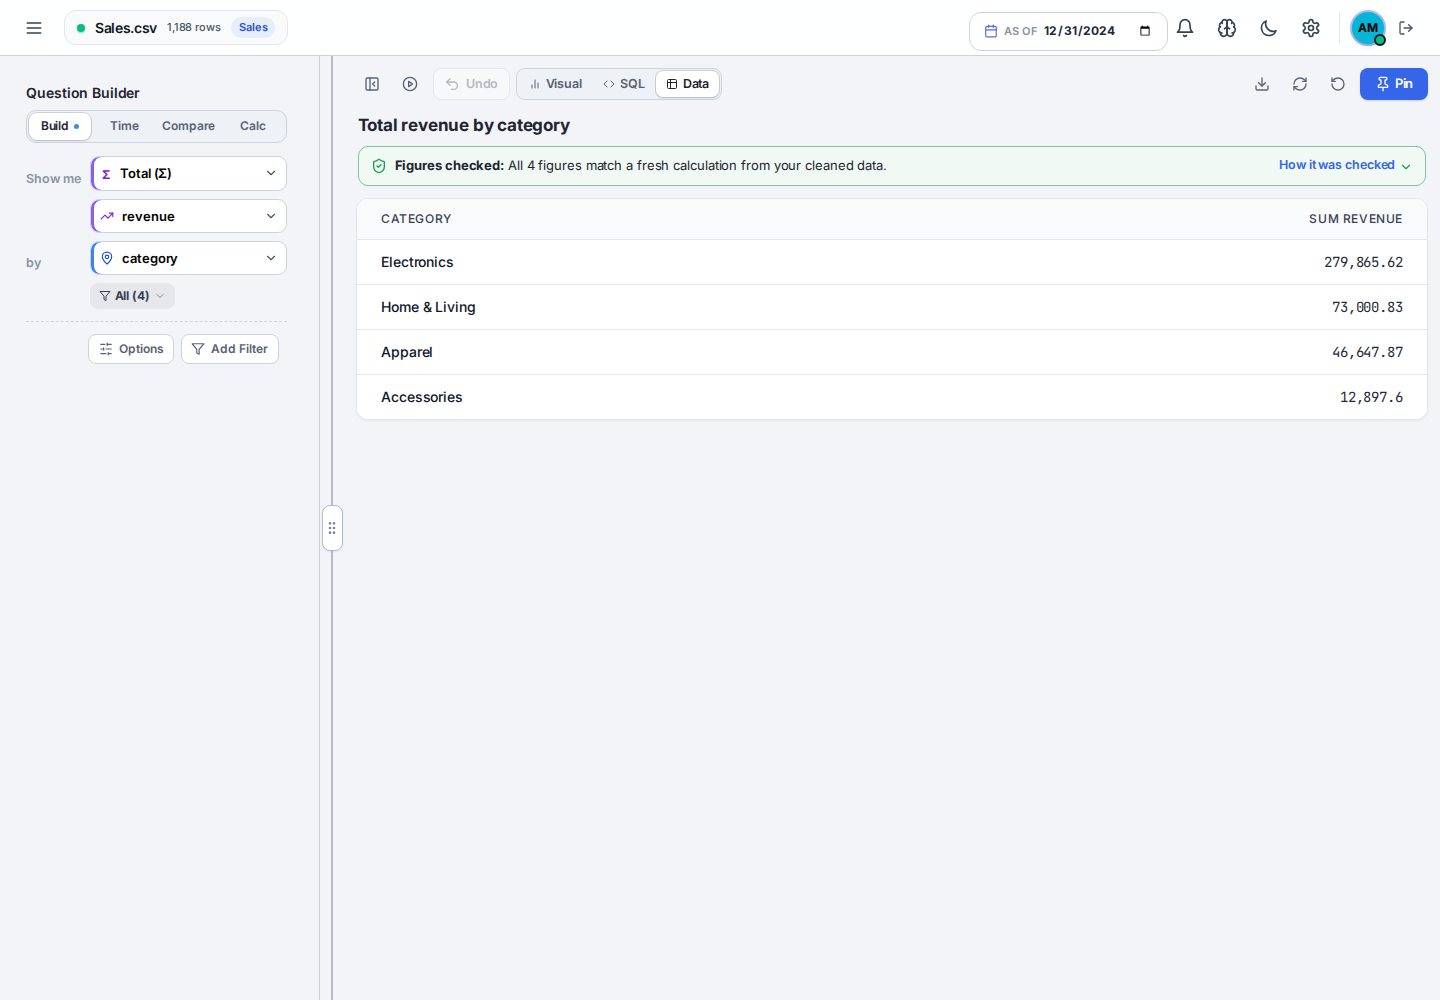 Sales.csv 1,188 rows Sales
AS OF 12/31/2024
AM
Question Builder
Build Time Compare Calc
Show me Σ Total (Σ)
revenue
by category
All (4)
Options Add Filter
Undo Visual SQL Data
Pin
Total revenue by category
Figures checked: All 4 figures match a fresh calculation from your cleaned data. How it was checked
CATEGORY SUM REVENUE
Electronics 279,865.62
Home & Living 73,000.83
Apparel 46,647.87
Accessories 12,897.6